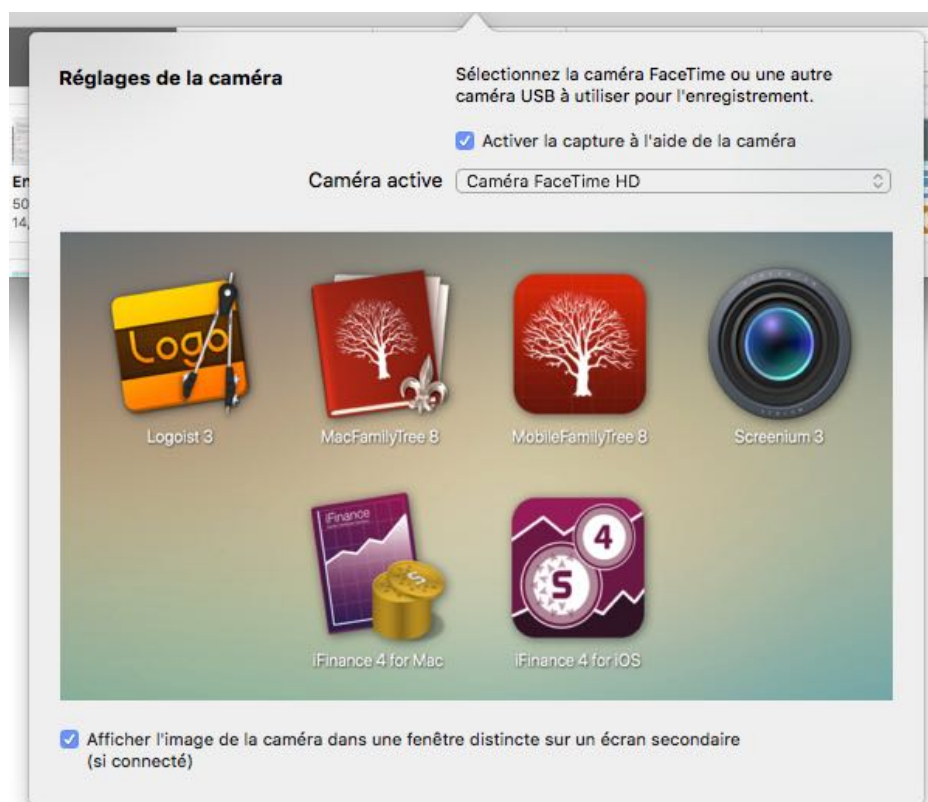 Réglages de la caméra
Sélectionnez la caméra FaceTime ou une autre
caméra USB à utiliser pour l'enregistrement.
Activer la capture à l'aide de la caméra
Caméra active
Caméra FaceTime HD
En
50
14,
Logo
Logoist 3
MacFamilyTree 8
MobileFamilyTree 8
Screenium 3
iFinance
4
S
iFinance 4 for Mac
iFinance 4 for iOS
Afficher l'image de la caméra dans une fenêtre distincte sur un écran secondaire
(si connecté)